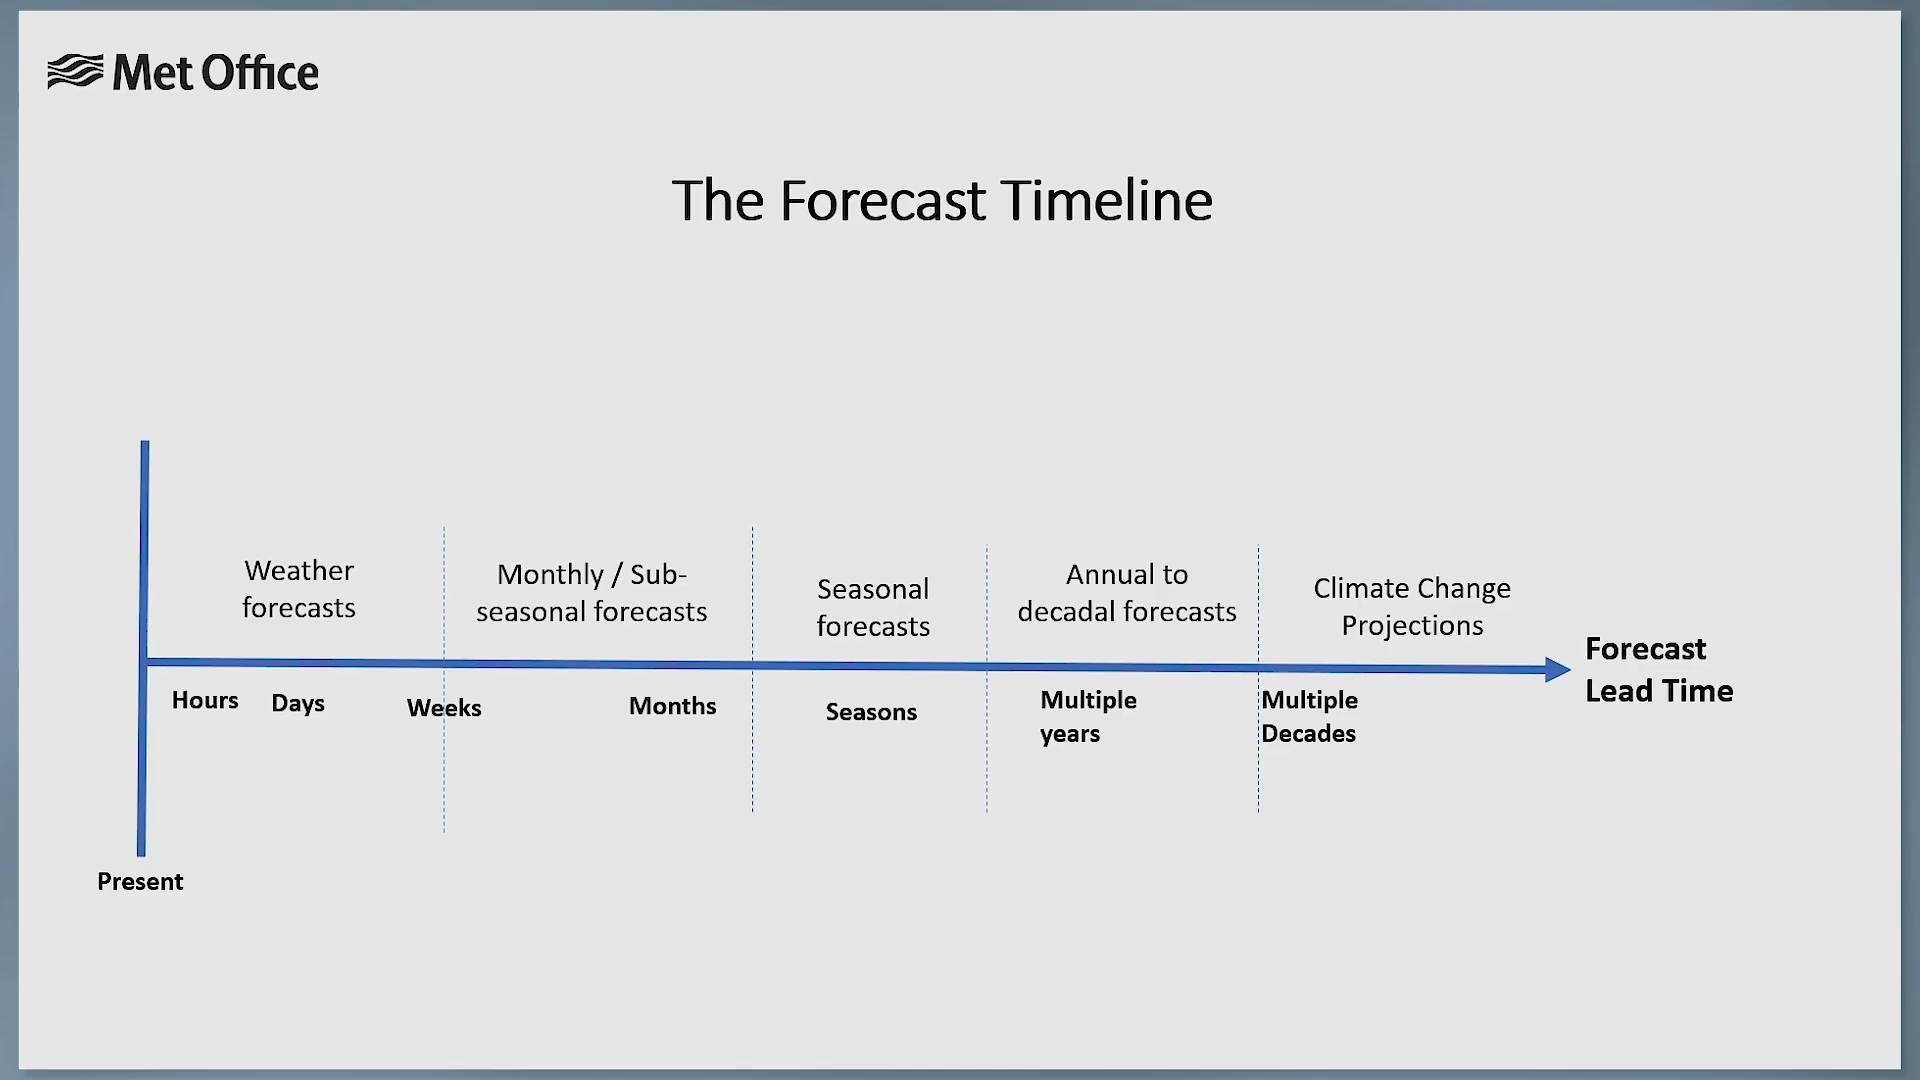 Met Office
The Forecast Timeline
Weather
forecasts
Monthly / Sub-
seasonal forecasts
Seasonal
forecasts
Annual to
decadal forecasts
Climate Change
Projections
Forecast
Lead Time
Hours
Days
Weeks
Months
Seasons
Multiple
years
Multiple
Decades
Present